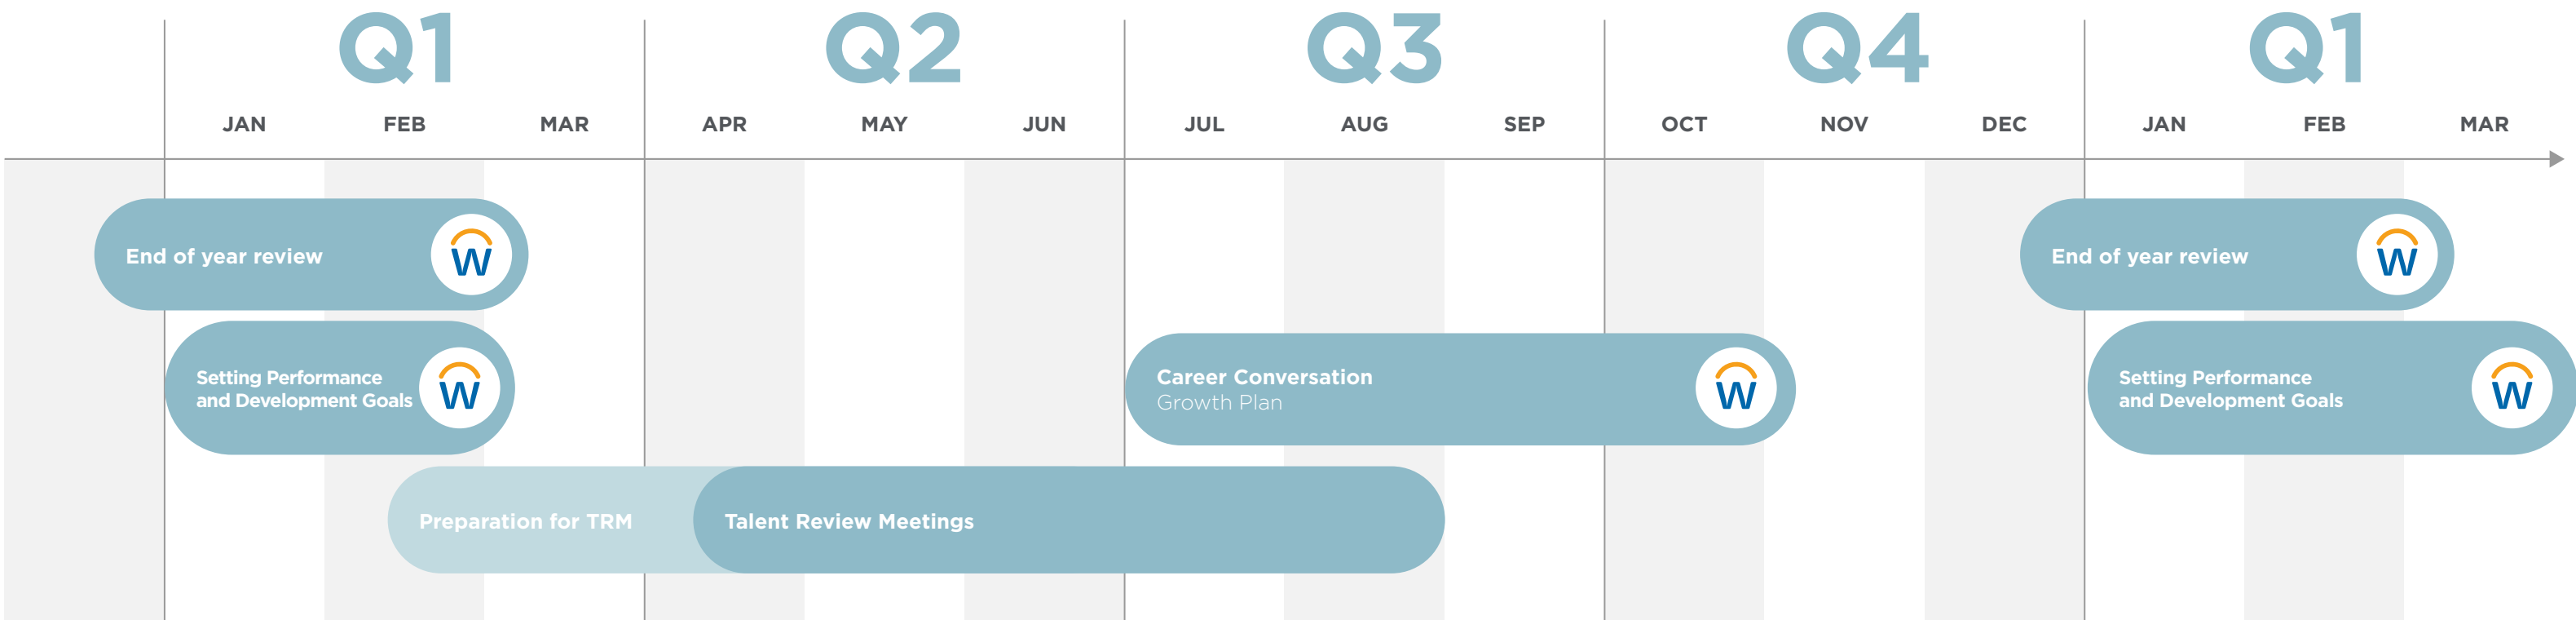 Q1 Q2 Q3 Q4 Q1
JAN FEB MAR APR MAY JUN JUL AUG SEP OCT NOV DEC JAN FEB MAR
End of year review
W
End of year review
W
Setting Performance
and Development Goals
W
Career Conversation
Growth Plan
W
Setting Performance
and Development Goals
W
Preparation for TRM
Talent Review Meetings